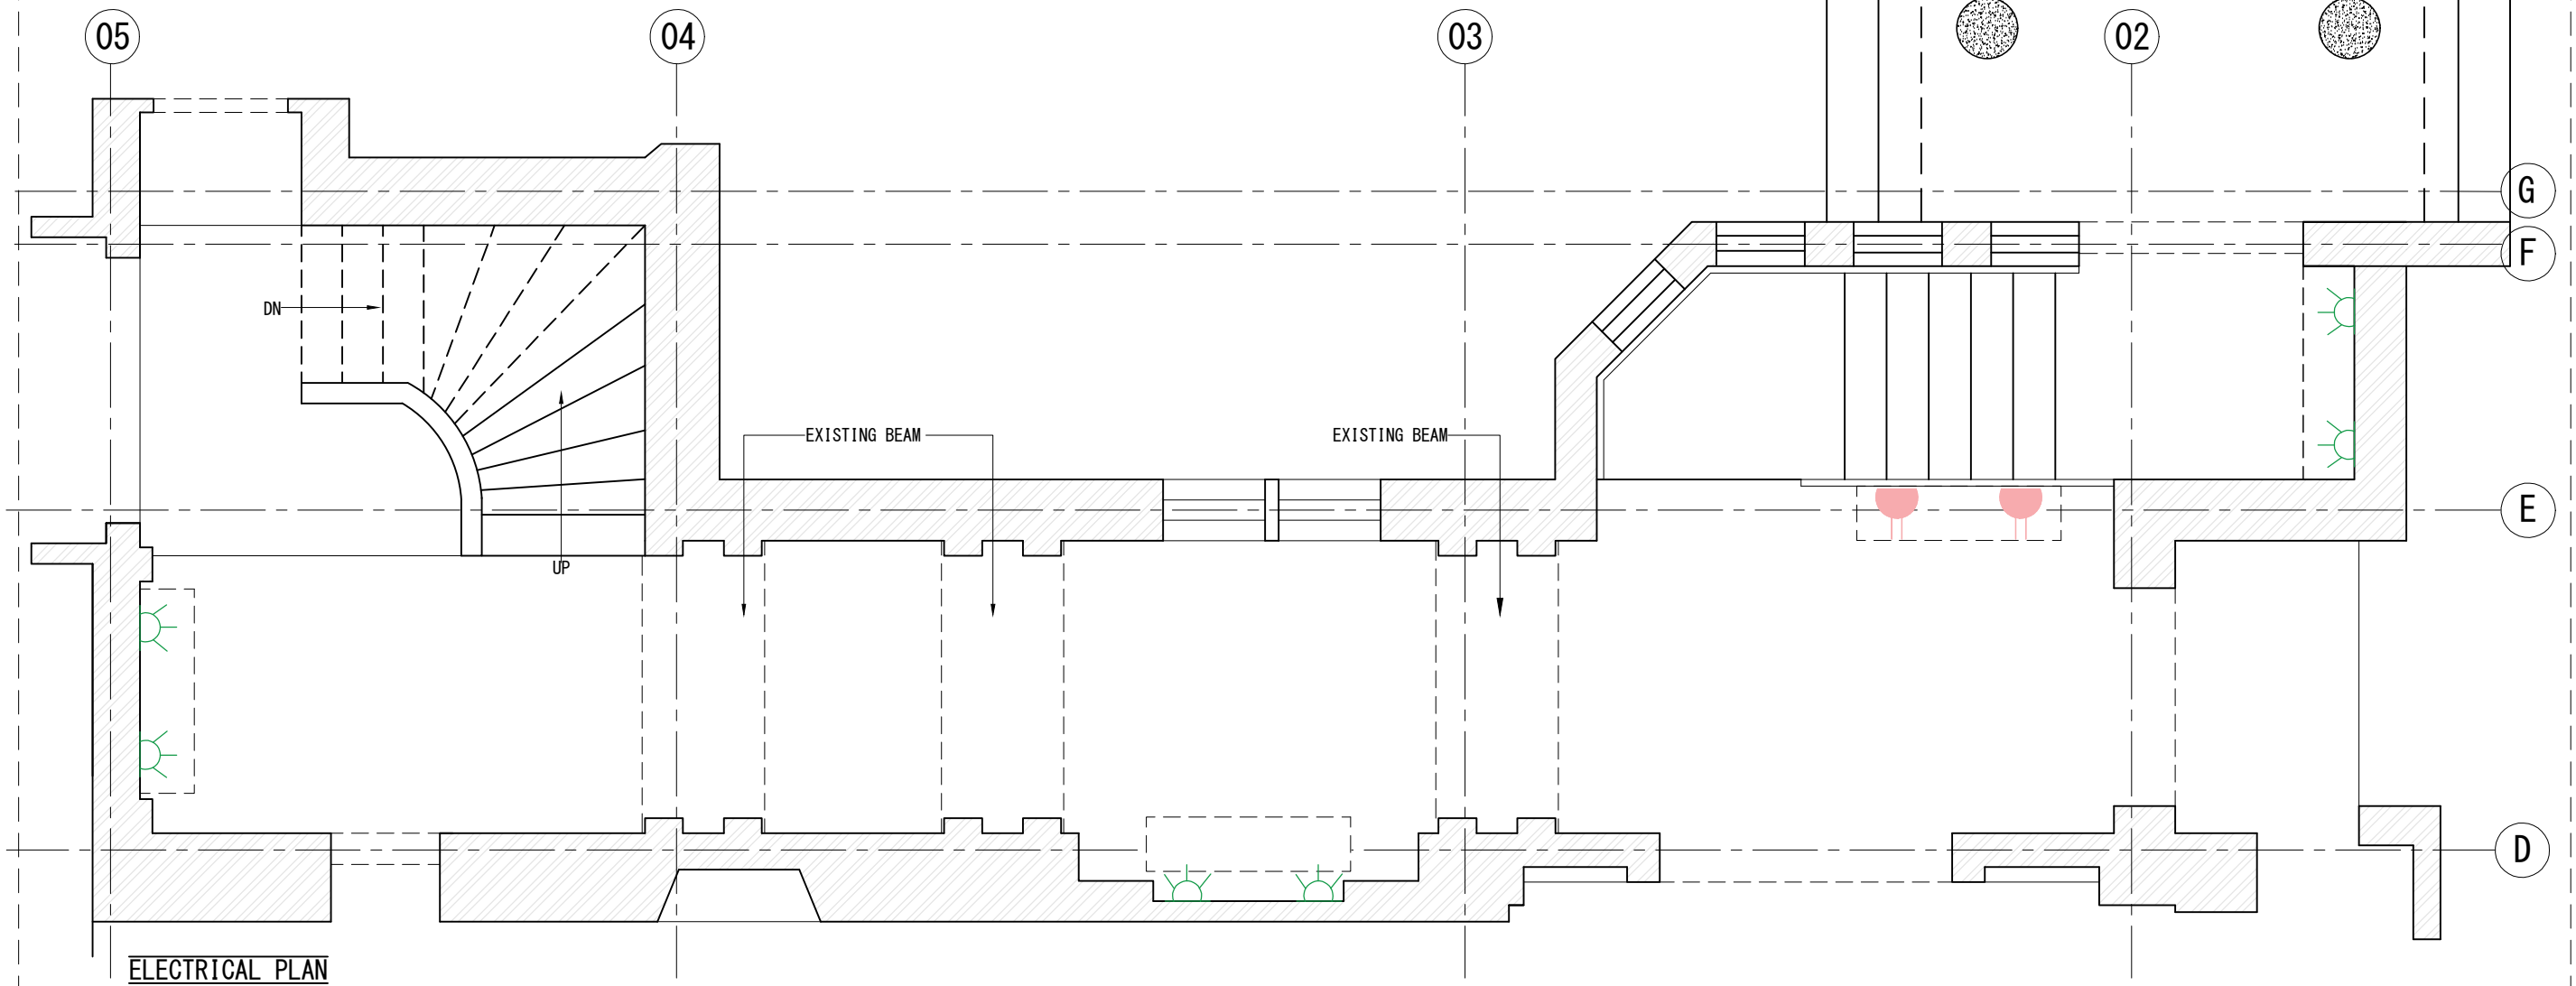 05
04
03
02
G
F
DN
EXISTING BEAM
EXISTING BEAM
E
UP
D
ELECTRICAL PLAN